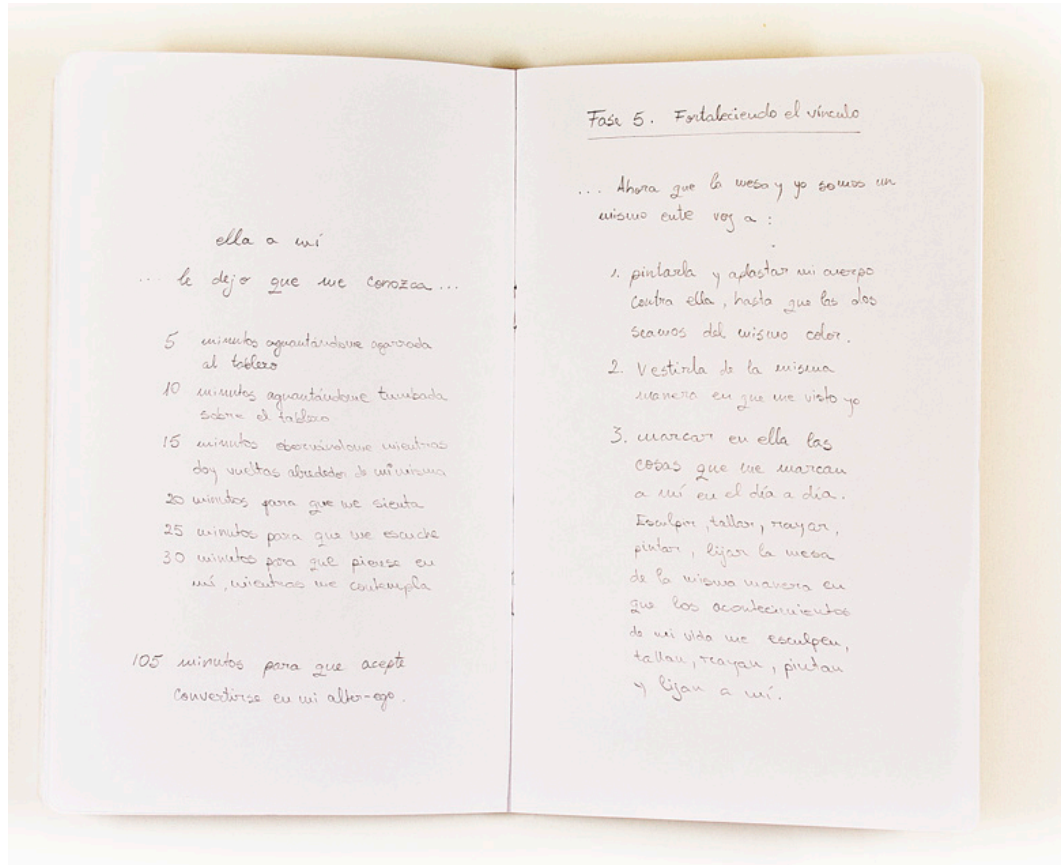 ella a mí
... le dejo que me conozca...
5 minutos aguantándome agarrada
al tablero
10 minutos aguantándome tumbada
sobre el tablero
15 minutos observándome mientras
doy vueltas alrededor de mi misma
20 minutos para que me sienta
25 minutos para que me escuche
30 minutos para que piense en
mí, mientras me contempla
105 minutos para que acepte
convertirse en mi alter-ego.
Fase 5. Fortaleciendo el vínculo
... Ahora que la mesa y yo somos un
mismo ente voy a :
1. pintarla y aplastar mi cuerpo
contra ella, hasta que las dos
seamos del mismo color.
2. Vestirla de la misma
manera en que me visto yo
3. marcar en ella las
cosas que me marcan
a mí en el día a día.
Esculpir, tallar, rayar,
pintar, lijar la mesa
de la misma manera en
que los acontecimientos
de mi vida me esculpen,
tallan, rayan, pintan
y lijan a mí.